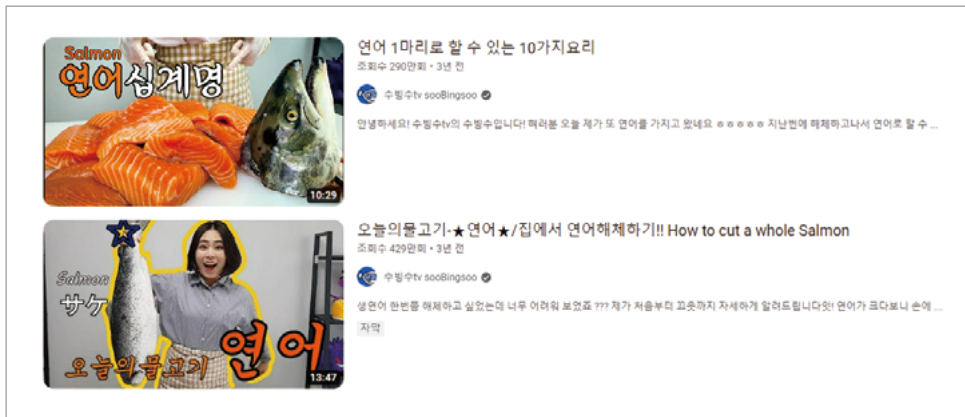 Salmon
연어십계명
10:29
연어 1마리로 할 수 있는 10가지요리
조회수 290만회 • 3년 전
수빙수tv sooBingsoo
안녕하세요! 수빙수tv의 수빙수입니다! 여러분 오늘 제가 또 연어를 가지고 왔네요 ㅎㅎㅎㅎㅎ 지난번에 해체하고나서 연어로 할 수 ...
Salmon
サケ
오늘의물고기
연어
13:47
오늘의물고기-★연어★/집에서 연어해체하기!! How to cut a whole Salmon
조회수 429만회 • 3년 전
수빙수tv sooBingsoo
생연어 한번쯤 해체하고 싶었는데 너무 어려워 보였죠 ??? 제가 처음부터 끄읏까지 자세하게 알려드립니다잇! 연어가 크다보니 손에 ...
자막